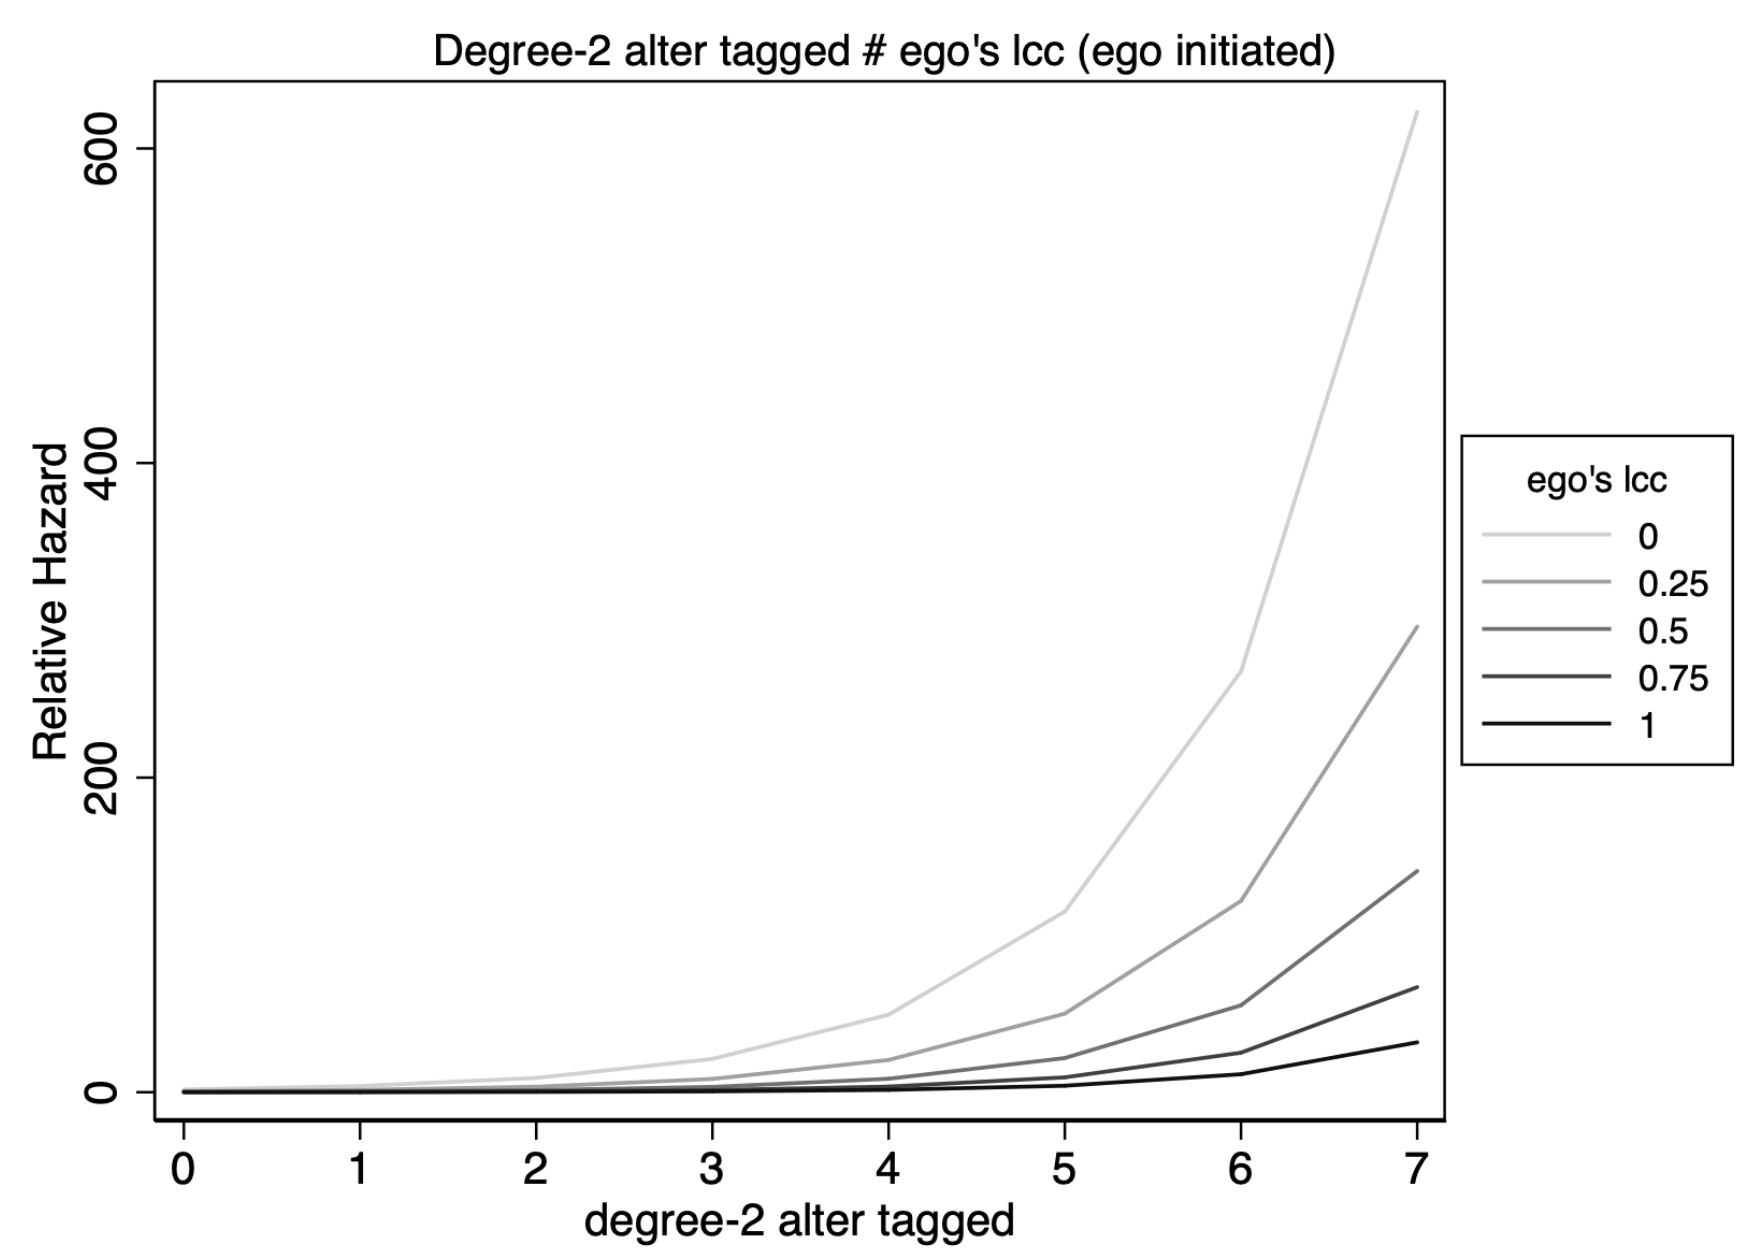 Degree-2 alter tagged # ego's lcc (ego initiated)
Relative Hazard
600
400
200
0
0 1 2 3 4 5 6 7
degree-2 alter tagged
ego's lcc
0
0.25
0.5
0.75
1